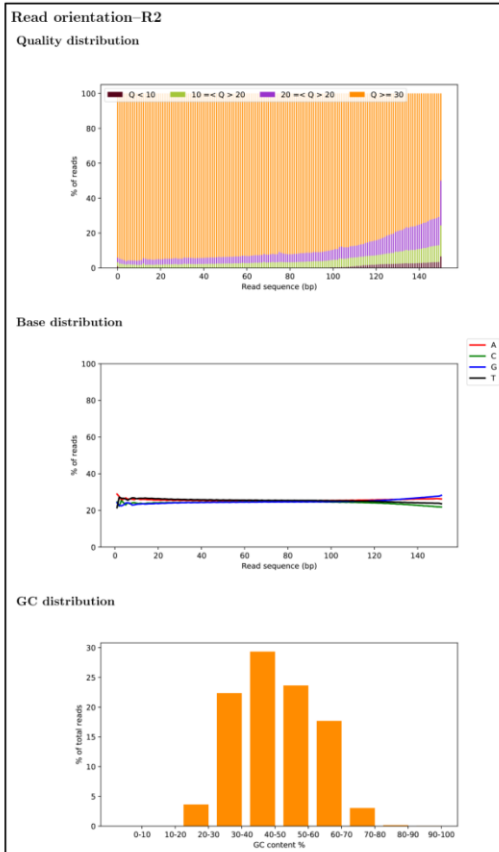 Read orientation–R2
Quality distribution
Q < 10 10 =< Q > 20 20 =< Q > 20 Q >= 30
100
80
60
40
20
0
% of reads
0 20 40 60 80 100 120 140
Read sequence (bp)
Base distribution
A
C
G
T
100
80
60
40
20
0
% of reads
0 20 40 60 80 100 120 140
Read sequence (bp)
GC distribution
30
25
20
15
10
5
0
% of total reads
0-10 10-20 20-30 30-40 40-50 50-60 60-70 70-80 80-90 90-100
GC content %